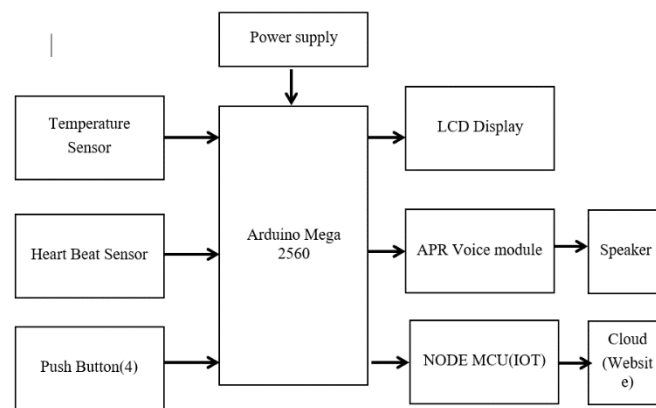 Power supply
Temperature
Sensor
LCD Display
Heart Beat Sensor
Arduino Mega
2560
APR Voice module
Speaker
Push Button(4)
NODE MCU(IOT)
Cloud
(Websit
e)